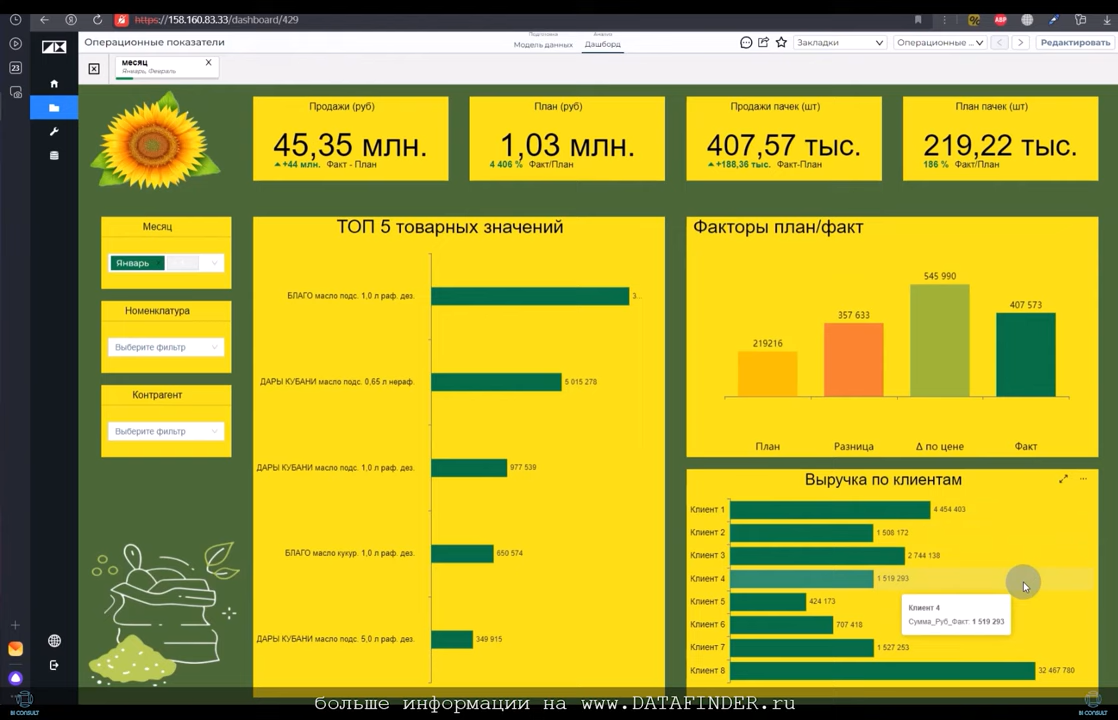 https://158.160.83.33/dashboard/429
Операционные показатели
Подготовка
Модель данных
Анализ
Дашборд
Закладки
Операционные ...
Редактировать
23
месяц
Январь, Февраль
Продажи (руб)
45,35 млн.
+44 млн. Факт - План
План (руб)
1,03 млн.
4 406 % Факт/План
Продажи пачек (шт)
407,57 тыс.
+188,36 тыс. Факт-План
План пачек (шт)
219,22 тыс.
186 % Факт/План
Месяц
Январь
Номенклатура
Выберите фильтр
Контрагент
Выберите фильтр
ТОП 5 товарных значений
БЛАГО масло подс. 1,0 л раф. дез.
3...
ДАРЫ КУБАНИ масло подс. 0,65 л нераф.
5 015 278
ДАРЫ КУБАНИ масло подс. 1,0 л раф. дез.
977 539
БЛАГО масло кукур. 1,0 л раф. дез.
650 574
ДАРЫ КУБАНИ масло подс. 5,0 л раф. дез.
349 915
Факторы план/факт
219216
357 633
545 990
407 573
План
Разница
Δ по цене
Факт
Выручка по клиентам
Клиент 1
4 454 403
Клиент 2
1 508 172
Клиент 3
2 744 138
Клиент 4
1 519 293
Клиент 5
424 173
Клиент 6
707 418
Клиент 7
1 527 253
Клиент 8
32 467 780
Клиент 4
Сумма_Руб_Факт: 1 519 293
ABP
BI CONSULT
больше информации на www.DATAFINDER.ru
BI CONSULT